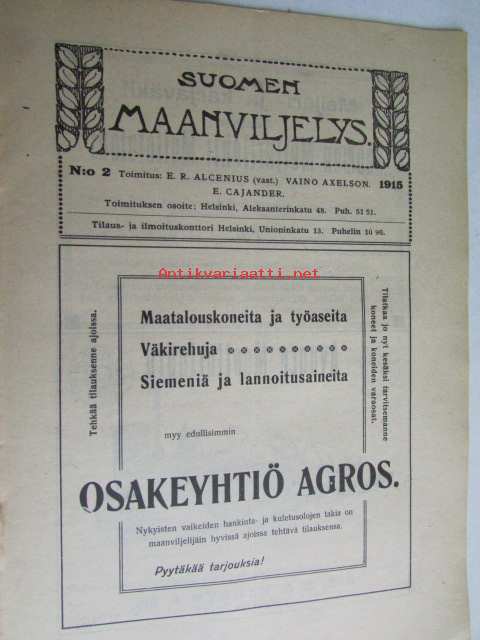 SUOMEN
MAANVILJELYS.
N:o 2 Toimitus: E. R. ALCENIUS (vast.) VAINO AXELSON. 1915
E. CAJANDER.
Toimituksen osoite: Helsinki, Aleksanterinkatu 48. Puh. 51 51.
Tilaus- ja ilmoituskonttori Helsinki, Unioninkatu 13. Puhelin 10 90.
Antikvariaatti.net
Tehkää tilauksenne ajoissa.
Maatalouskoneita ja työaseita
Väkirehuja
Siemeniä ja lannoitusaineita
myy edullisimmin
Tilatkaa jo nyt kesäksi tarvitsemanne
koneet ja koneiden varaosat.
OSAKEYHTIÖ AGROS.
Nykyisten vaikeiden hankinta- ja kuletusolojen takia on
maanviljelijäin hyvissä ajoissa tehtävä tilauksensa.
Pyytäkää tarjouksia!